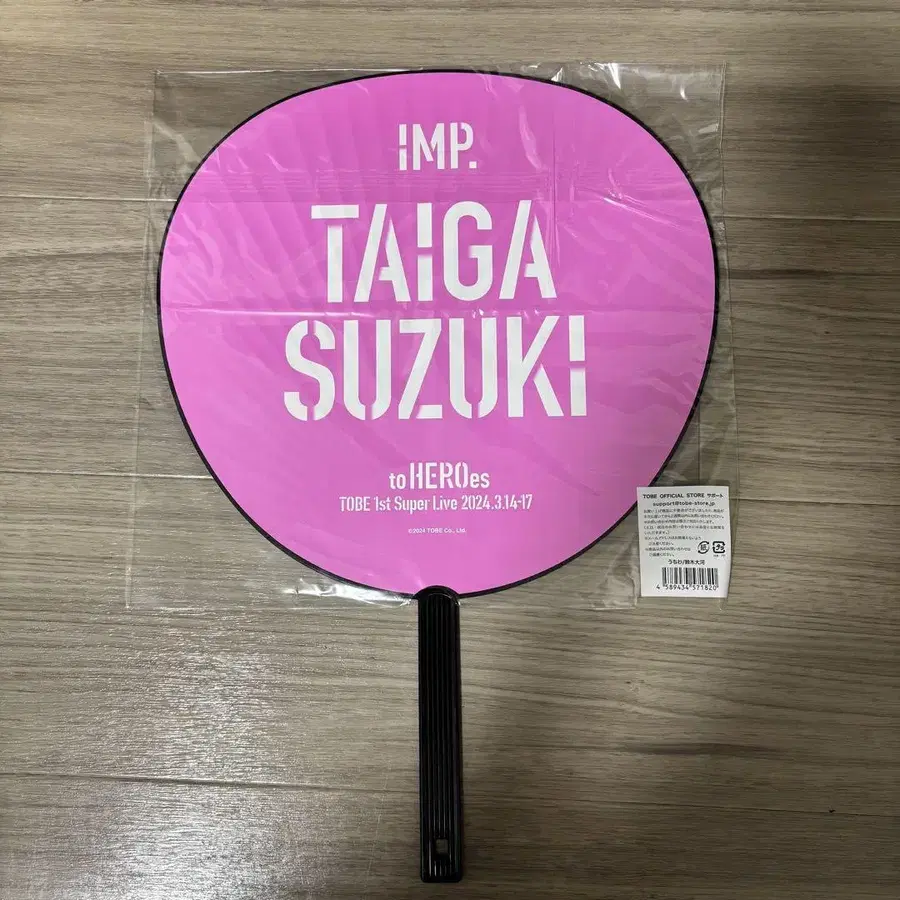 IMP.
TAIGA
SUZUKI
to HEROes
TOBE 1st Super Live 2024.3.14-17
©2024 TOBE Co., Ltd.
TOBE OFFICIAL STORE サポート
support@tobe-store.jp
うちわ/鈴木大河
4 589434 571820